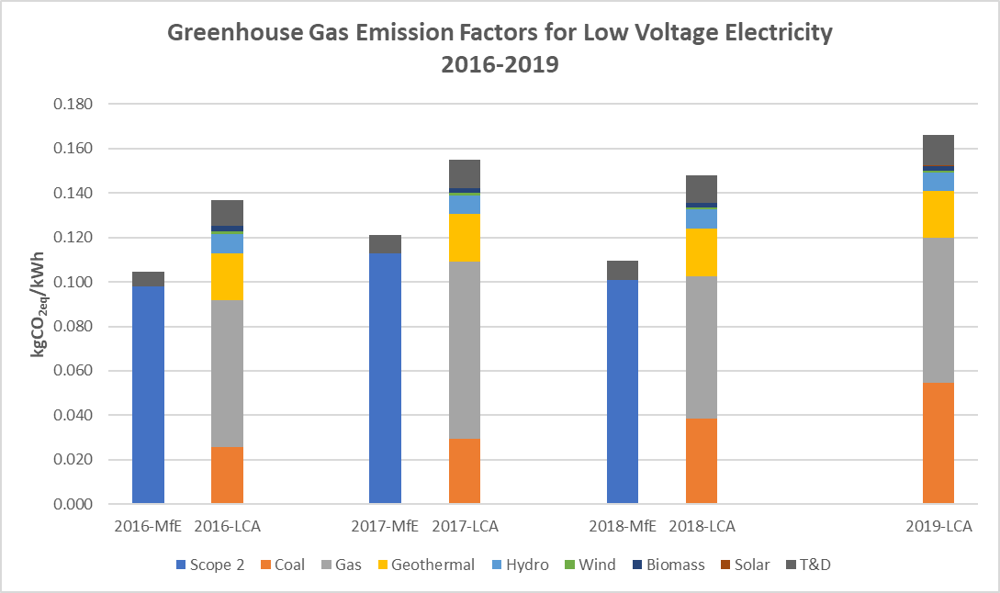 Greenhouse Gas Emission Factors for Low Voltage Electricity
2016-2019
kgCO2eq/kWh
0.180
0.160
0.140
0.120
0.100
0.080
0.060
0.040
0.020
0.000
2016-MfE 2016-LCA 2017-MfE 2017-LCA 2018-MfE 2018-LCA 2019-LCA
Scope 2 Coal Gas Geothermal Hydro Wind Biomass Solar T&D